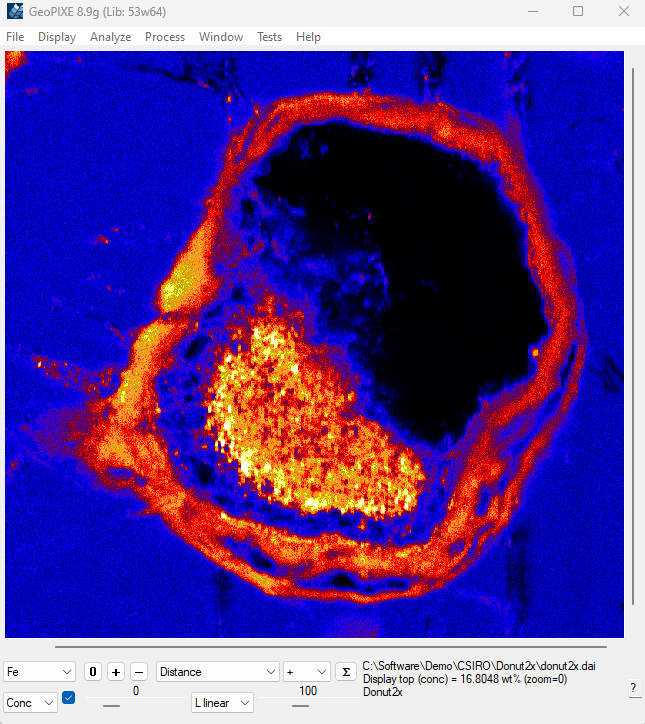 GeoPIXE 8.9g (Lib: 53w64)
File Display Analyze Process Window Tests Help
Fe 0 + − Distance + Σ C:\Software\Demo\CSIRO\Donut2x\donut2x.dai
Display top (conc) = 16.8048 wt% (zoom=0)
Conc 0 L linear 100 Donut2x
?